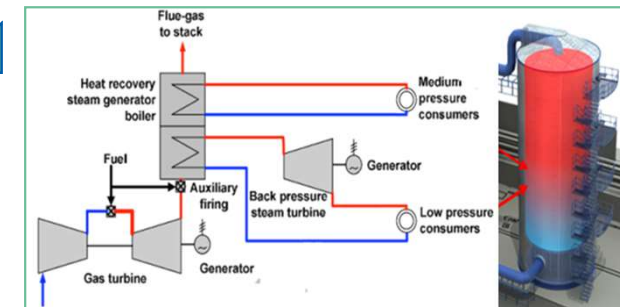 Flue-gas
to stack
Heat recovery
steam generator
boiler
Medium
pressure
consumers
Fuel
Generator
Auxiliary
firing
Back pressure
steam turbine
Low pressure
consumers
Generator
Gas turbine